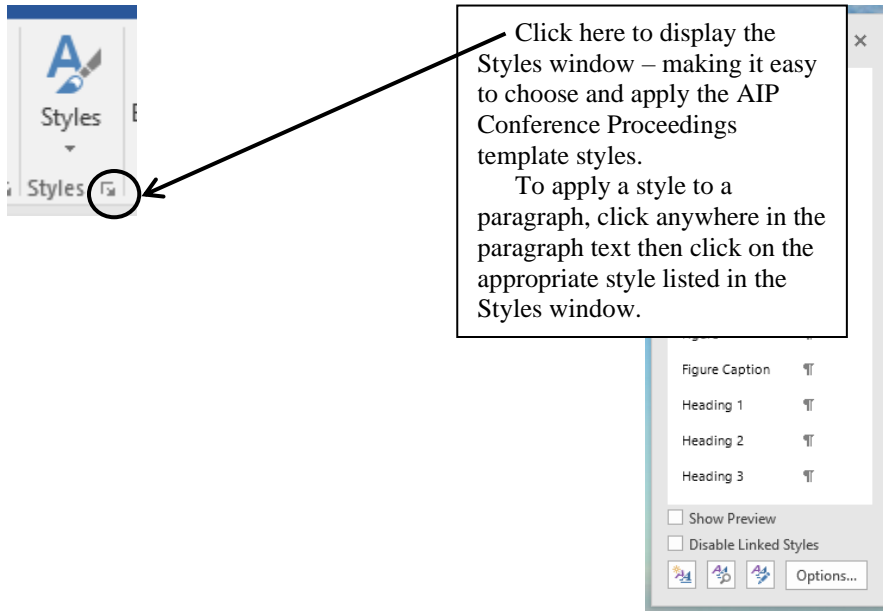 Styles
Styles
Click here to display the
Styles window – making it easy
to choose and apply the AIP
Conference Proceedings
template styles.
To apply a style to a
paragraph, click anywhere in the
paragraph text then click on the
appropriate style listed in the
Styles window.
Figure Caption ¶
Heading 1 ¶
Heading 2 ¶
Heading 3 ¶
Show Preview
Disable Linked Styles
Options...